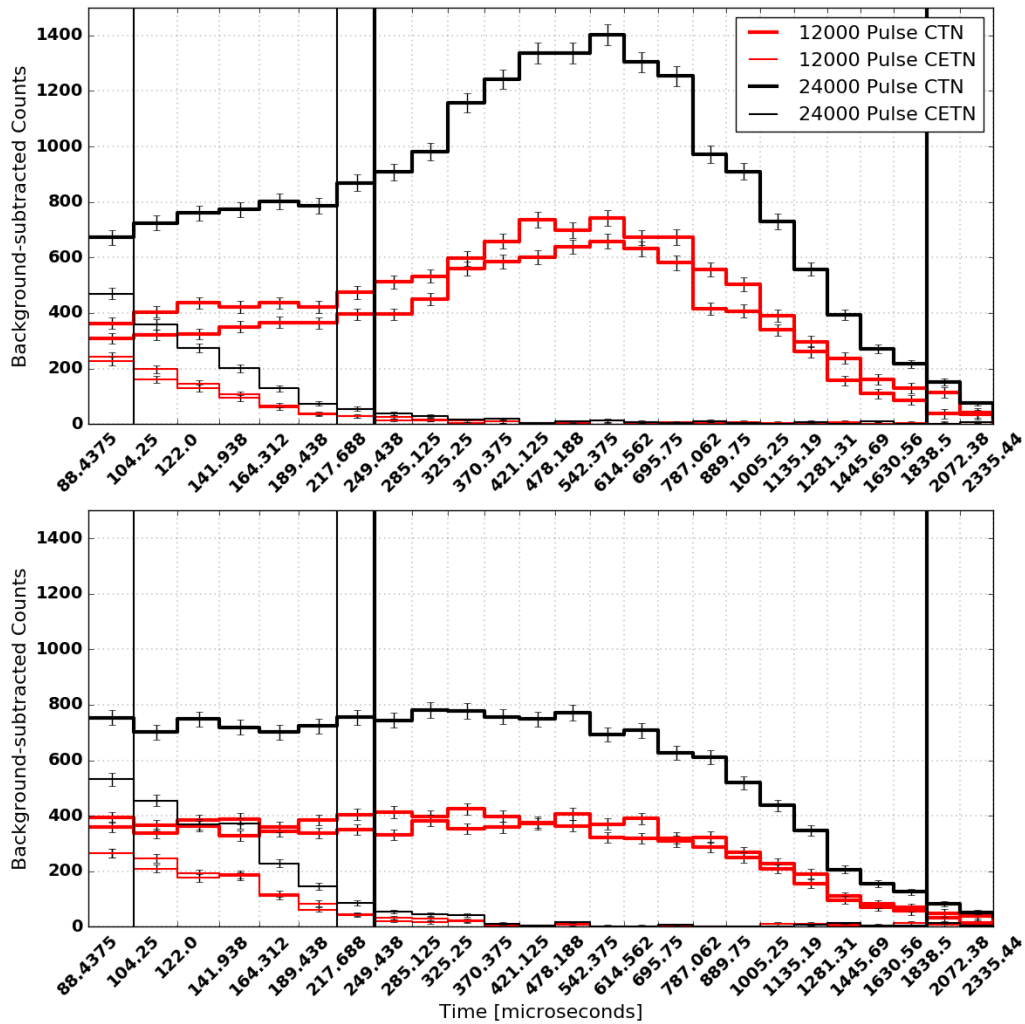 1400
1200
1000
800
600
400
200
0
Background-subtracted Counts
12000 Pulse CTN
12000 Pulse CETN
24000 Pulse CTN
24000 Pulse CETN
88.4375 104.25 122.0 141.938 164.312 189.438 217.688 249.438 285.125 325.25 370.375 421.125 478.188 542.375 614.562 695.75 787.062 889.75 1005.25 1135.19 1281.31 1445.69 1630.56 1838.5 2072.38 2335.44
1400
1200
1000
800
600
400
200
0
Background-subtracted Counts
88.4375 104.25 122.0 141.938 164.312 189.438 217.688 249.438 285.125 325.25 370.375 421.125 478.188 542.375 614.562 695.75 787.062 889.75 1005.25 1135.19 1281.31 1445.69 1630.56 1838.5 2072.38 2335.44
Time [microseconds]